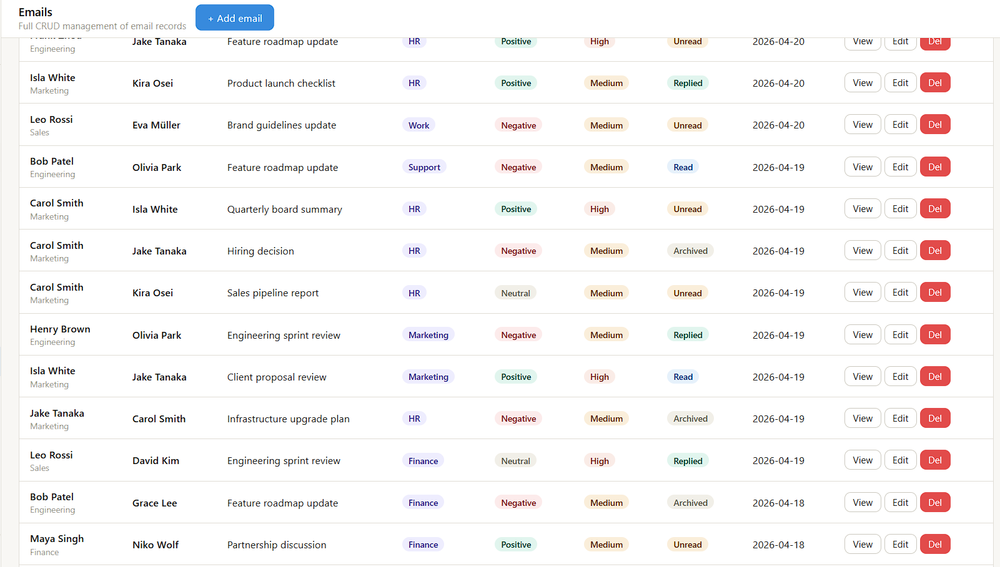 Emails
Full CRUD management of email records
+ Add email
Jake Tanaka Feature roadmap update HR Positive High Unread 2026-04-20 View Edit Del
Engineering
Isla White
Marketing
Kira Osei Product launch checklist HR Positive Medium Replied 2026-04-20 View Edit Del
Leo Rossi
Sales
Eva Müller Brand guidelines update Work Negative Medium Unread 2026-04-20 View Edit Del
Bob Patel
Engineering
Olivia Park Feature roadmap update Support Negative Medium Read 2026-04-19 View Edit Del
Carol Smith
Marketing
Isla White Quarterly board summary HR Positive High Unread 2026-04-19 View Edit Del
Carol Smith
Marketing
Jake Tanaka Hiring decision HR Negative Medium Archived 2026-04-19 View Edit Del
Carol Smith
Marketing
Kira Osei Sales pipeline report HR Neutral Medium Unread 2026-04-19 View Edit Del
Henry Brown
Engineering
Olivia Park Engineering sprint review Marketing Negative Medium Replied 2026-04-19 View Edit Del
Isla White
Marketing
Jake Tanaka Client proposal review Marketing Positive High Read 2026-04-19 View Edit Del
Jake Tanaka
Marketing
Carol Smith Infrastructure upgrade plan HR Negative Medium Archived 2026-04-19 View Edit Del
Leo Rossi
Sales
David Kim Engineering sprint review Finance Neutral High Replied 2026-04-19 View Edit Del
Bob Patel
Engineering
Grace Lee Feature roadmap update Finance Negative Medium Archived 2026-04-18 View Edit Del
Maya Singh
Finance
Niko Wolf Partnership discussion Finance Positive Medium Unread 2026-04-18 View Edit Del